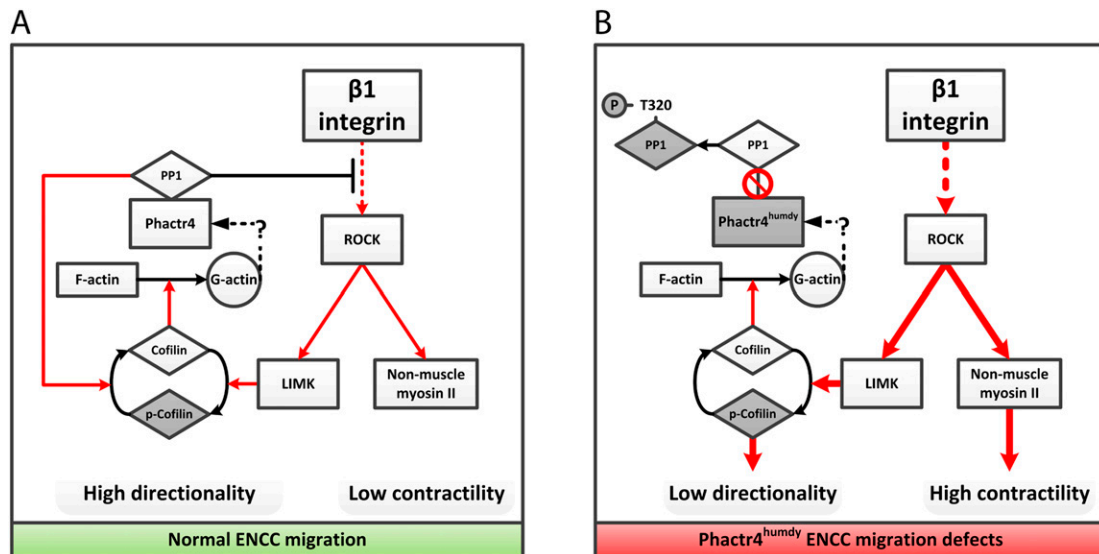 A
β1
integrin
PP1
Phactr4
?
ROCK
F-actin
G-actin
Cofilin
LIMK
Non-muscle
myosin II
p-Cofilin
High directionality
Low contractility
Normal ENCC migration
B
β1
integrin
P
T320
PP1
PP1
Phactr4humdy
?
ROCK
F-actin
G-actin
Cofilin
LIMK
Non-muscle
myosin II
p-Cofilin
Low directionality
High contractility
Phactr4humdy ENCC migration defects